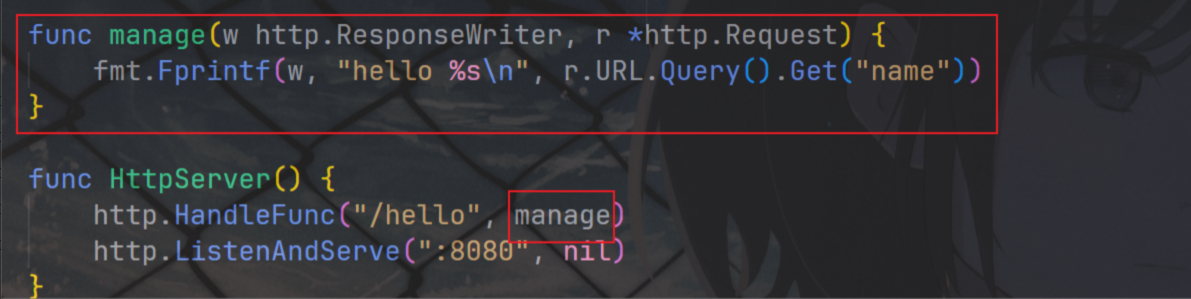 func manage(w http.ResponseWriter, r *http.Request) {
    fmt.Fprintf(w, "hello %s\n", r.URL.Query().Get("name"))
}
func HttpServer() {
    http.HandleFunc("/hello", manage)
    http.ListenAndServe(":8080", nil)
}